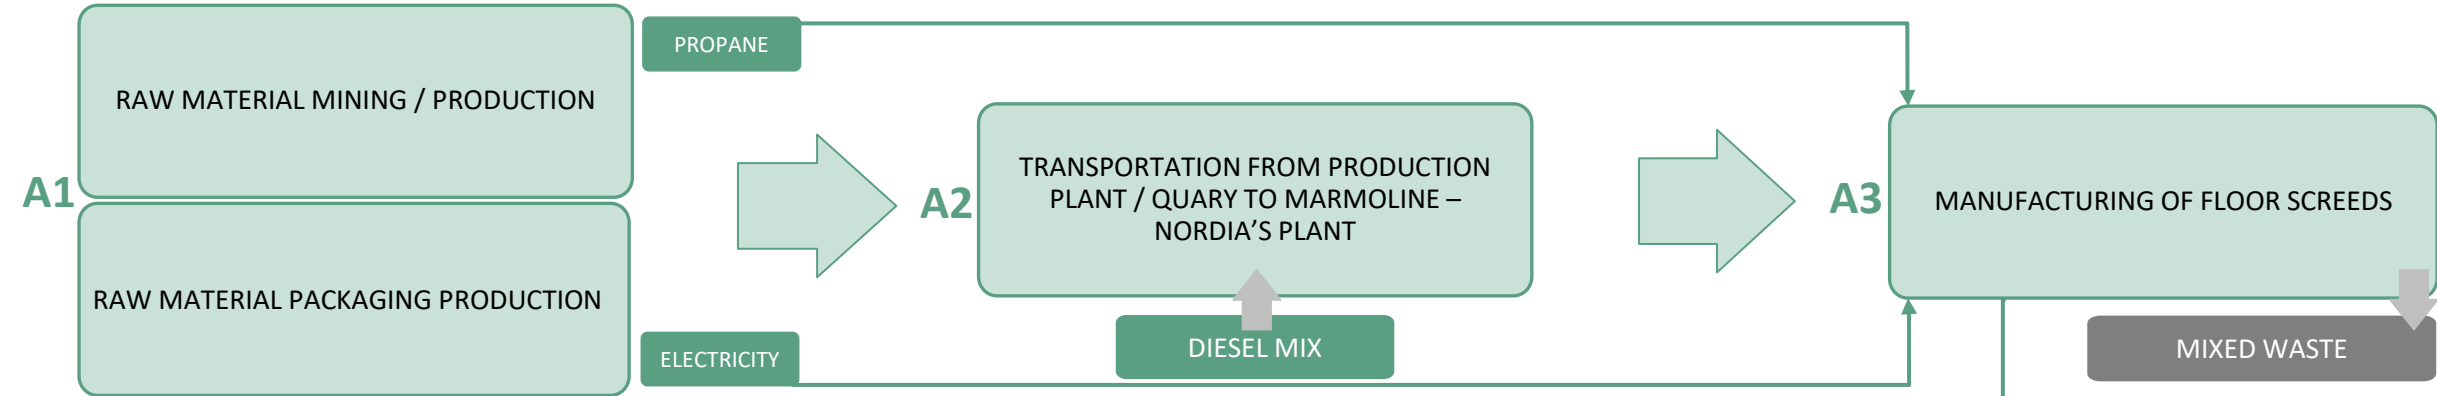 A1
RAW MATERIAL MINING / PRODUCTION
RAW MATERIAL PACKAGING PRODUCTION
PROPANE
ELECTRICITY
A2
TRANSPORTATION FROM PRODUCTION
PLANT / QUARY TO MARMOLINE –
NORDIA’S PLANT
DIESEL MIX
A3
MANUFACTURING OF FLOOR SCREEDS
MIXED WASTE